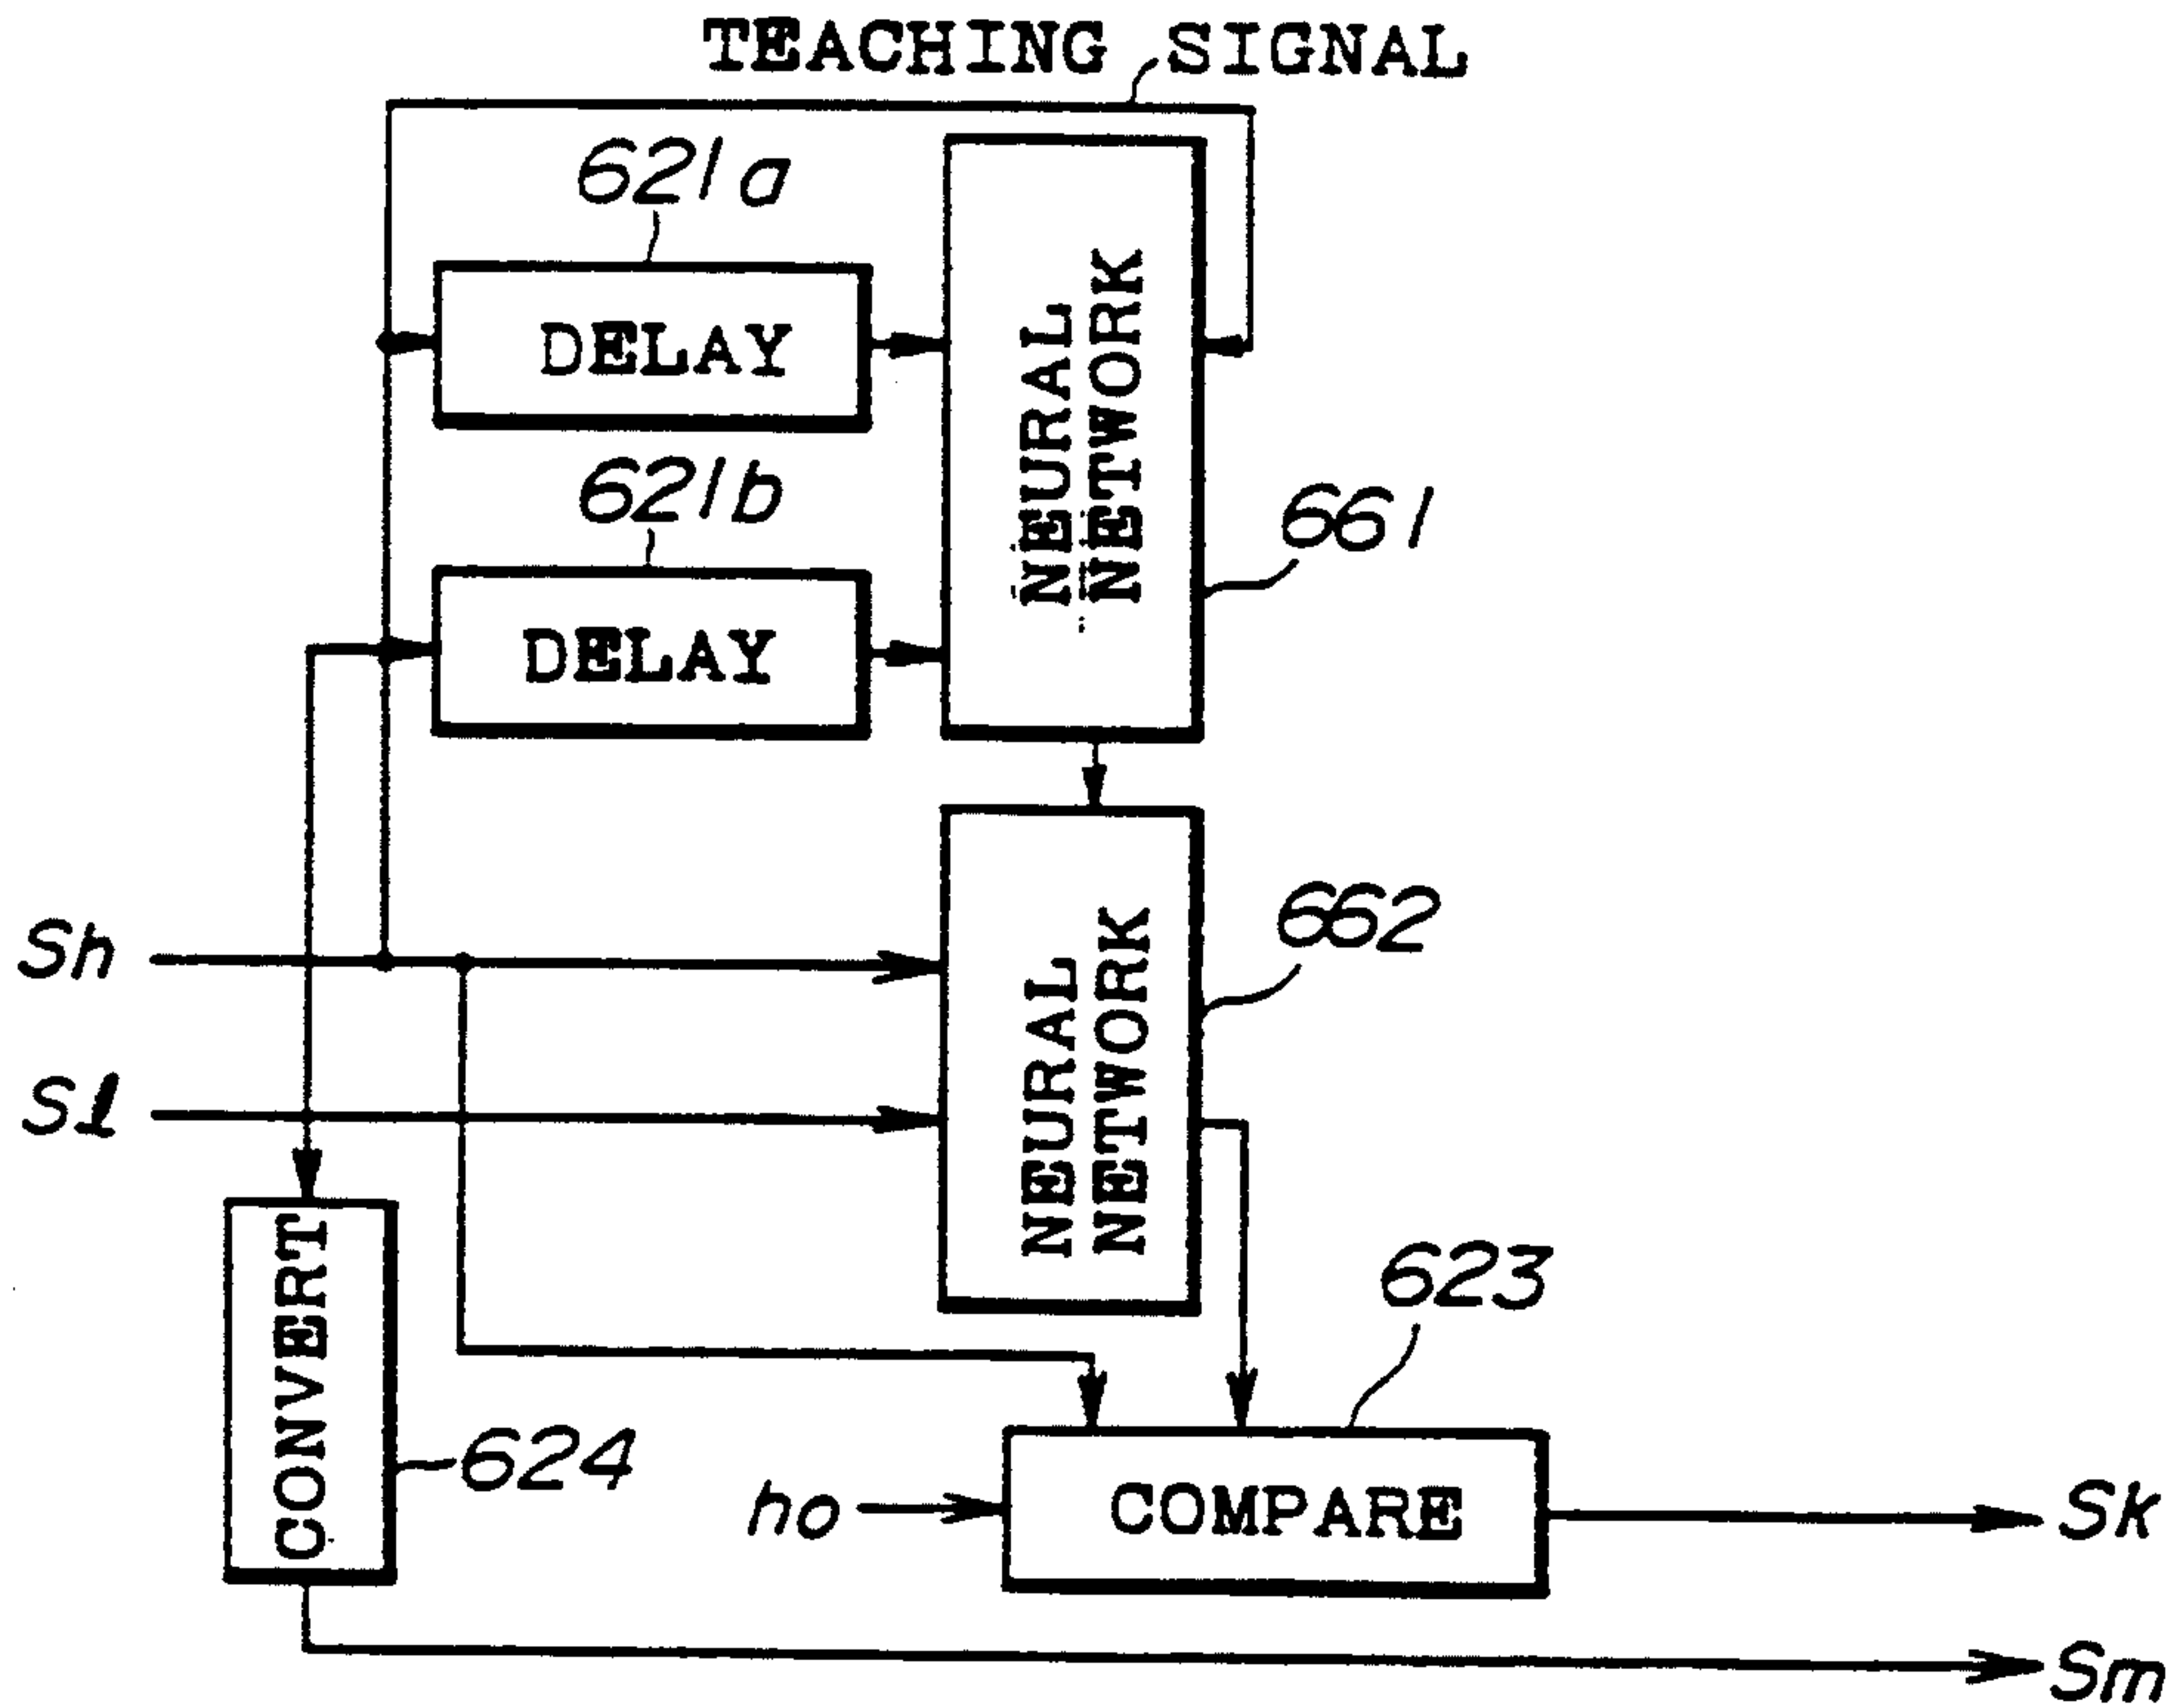 TEACHING SIGNAL
621a
DELAY
NEURAL
NETWORK
621b
DELAY
661
Sh
662
Sl
NEURAL
NETWORK
623
CONVERT
624
ho
COMPARE
Sk
Sm